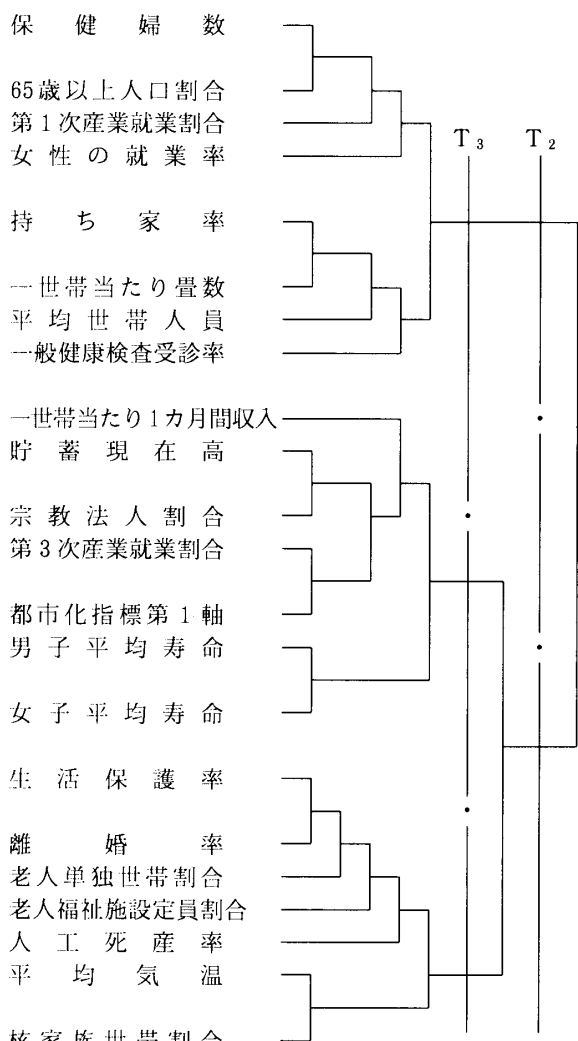 保健婦数
65歳以上人口割合
第1次産業就業割合
女性の就業率
T₃ T₂
持ち家率
一世帯当たり畳数
平均世帯人員
一般健康検査受診率
一世帯当たり1カ月間収入
貯蓄現在高
宗教法人割合
第3次産業就業割合
都市化指標第1軸
男子平均寿命
女子平均寿命
生活保護率
離婚率
老人単独世帯割合
老人福祉施設定員割合
人工死産率
平均気温
核家族世帯割合